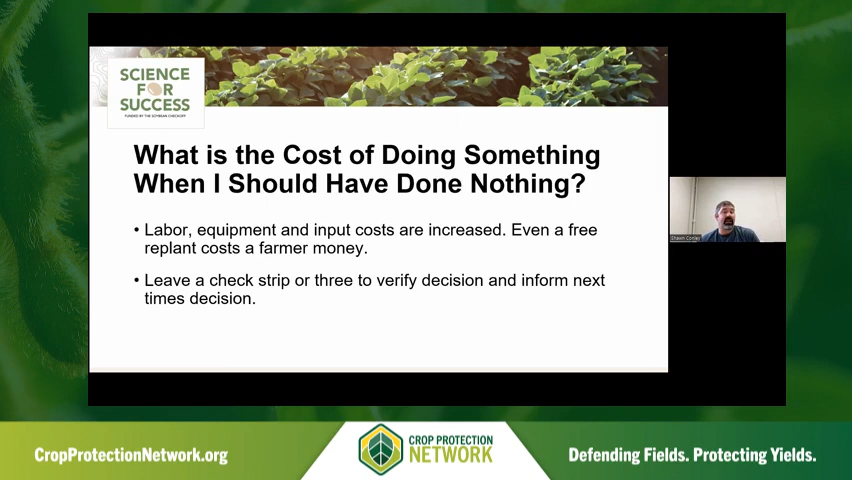 SCIENCE
FOR
SUCCESS
FUNDED BY THE SOYBEAN CHECKOFF
What is the Cost of Doing Something
When I Should Have Done Nothing?
• Labor, equipment and input costs are increased. Even a free
replant costs a farmer money.
• Leave a check strip or three to verify decision and inform next
times decision.
Shawn Conley
CropProtectionNetwork.org
CROP PROTECTION
NETWORK
Defending Fields. Protecting Yields.